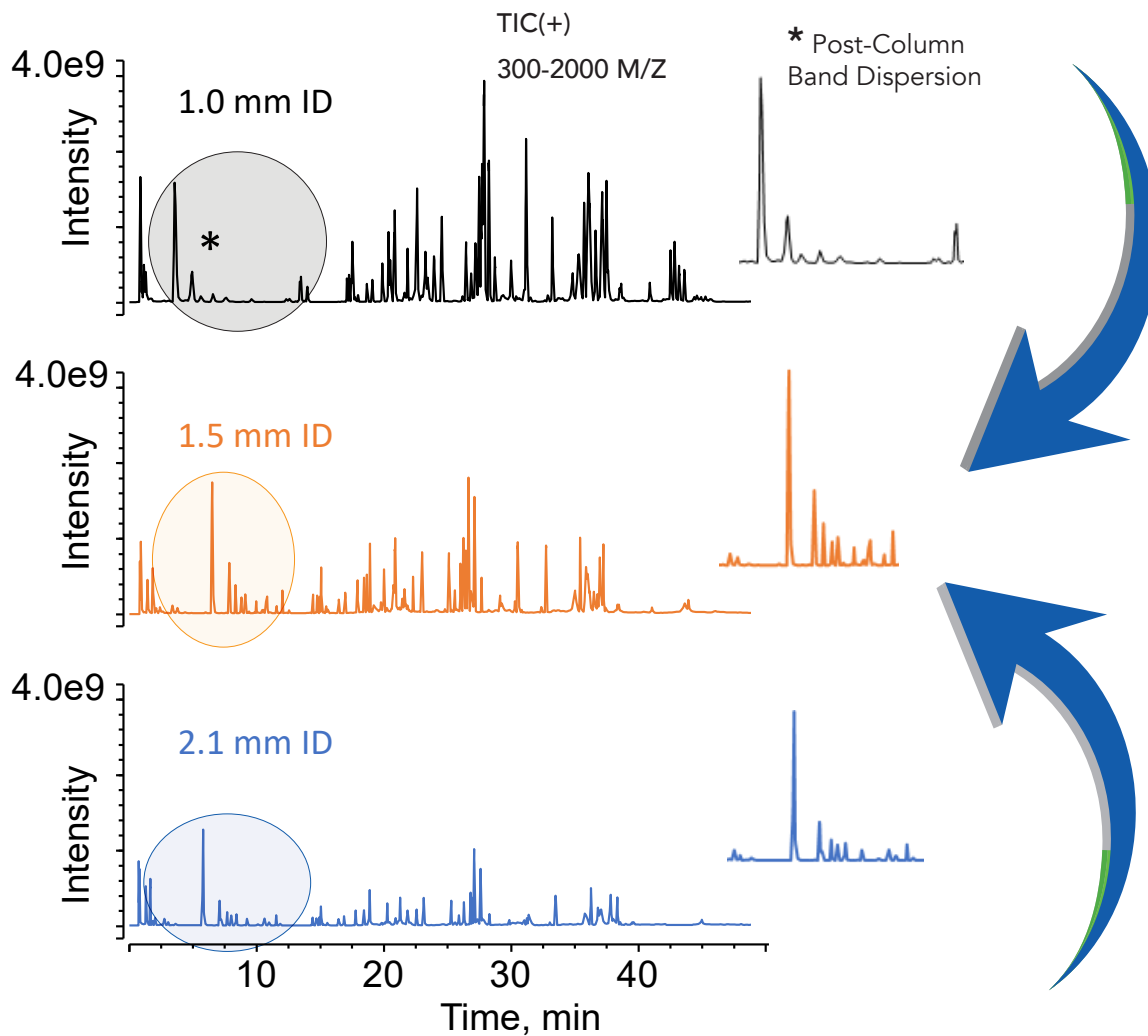 TIC(+)
300-2000 M/Z
* Post-Column
Band Dispersion
4.0e9
Intensity
1.0 mm ID
*
4.0e9
Intensity
1.5 mm ID
4.0e9
Intensity
2.1 mm ID
10 20 30 40
Time, min